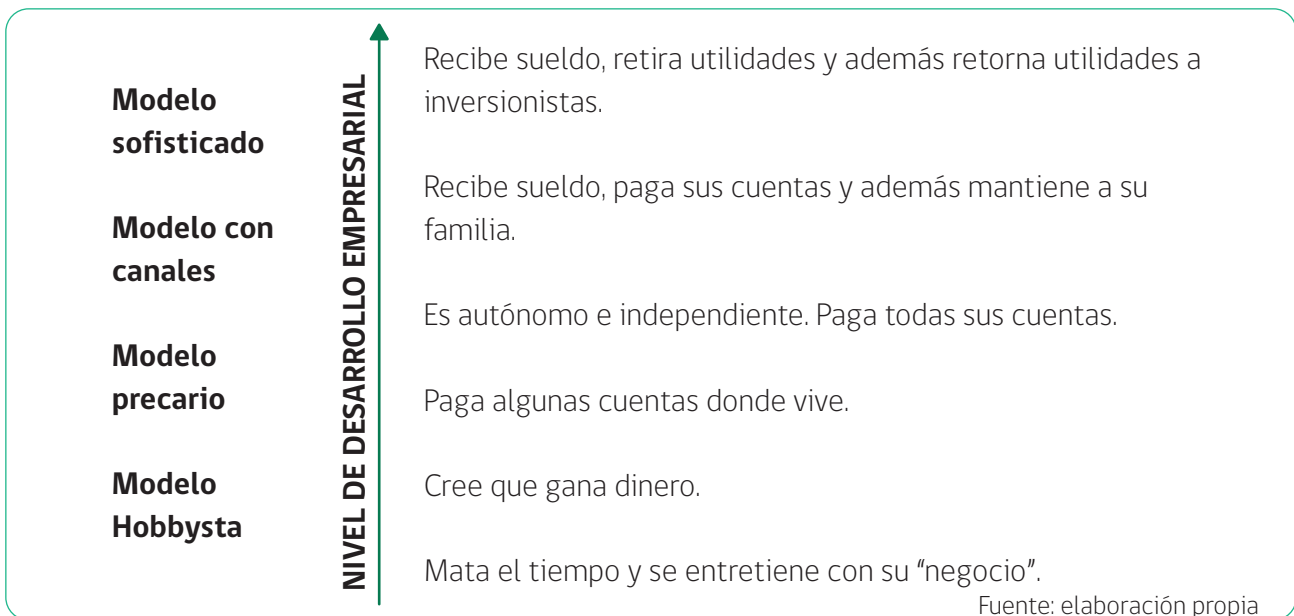 Modelo
sofisticado
Modelo con
canales
Modelo
precario
Modelo
Hobbysta
NIVEL DE DESARROLLO EMPRESARIAL
Recibe sueldo, retira utilidades y además retorna utilidades a
inversionistas.
Recibe sueldo, paga sus cuentas y además mantiene a su
familia.
Es autónomo e independiente. Paga todas sus cuentas.
Paga algunas cuentas donde vive.
Cree que gana dinero.
Mata el tiempo y se entretiene con su “negocio”.
Fuente: elaboración propia